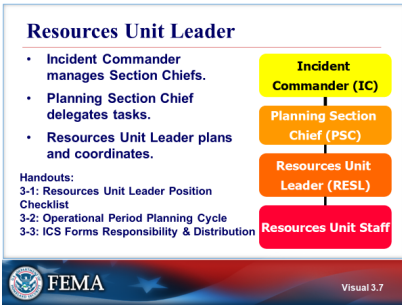 Resources Unit Leader
• Incident Commander
manages Section Chiefs.
• Planning Section Chief
delegates tasks.
• Resources Unit Leader plans
and coordinates.
Handouts:
3-1: Resources Unit Leader Position
Checklist
3-2: Operational Period Planning Cycle
3-3: ICS Forms Responsibility & Distribution
Incident
Commander (IC)
Planning Section
Chief (PSC)
Resources Unit
Leader (RESL)
Resources Unit Staff
FEMA
Visual 3.7